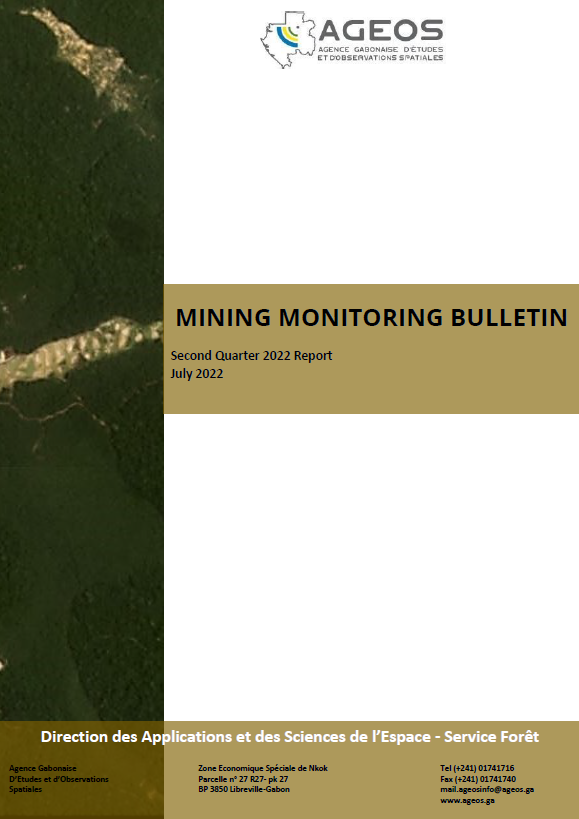 AGEOS
AGENCE GABONAISE D'ÉTUDES
ET D'OBSERVATIONS SPATIALES
MINING MONITORING BULLETIN
Second Quarter 2022 Report
July 2022
Direction des Applications et des Sciences de l'Espace - Service Forêt
Agence Gabonaise
D'Etudes et d'Observations
Spatiales
Zone Economique Spéciale de Nkok
Parcelle n° 27 R27- pk 27
BP 3850 Libreville-Gabon
Tel (+241) 01741716
Fax (+241) 01741740
mail.ageosinfo@ageos.ga
www.ageos.ga